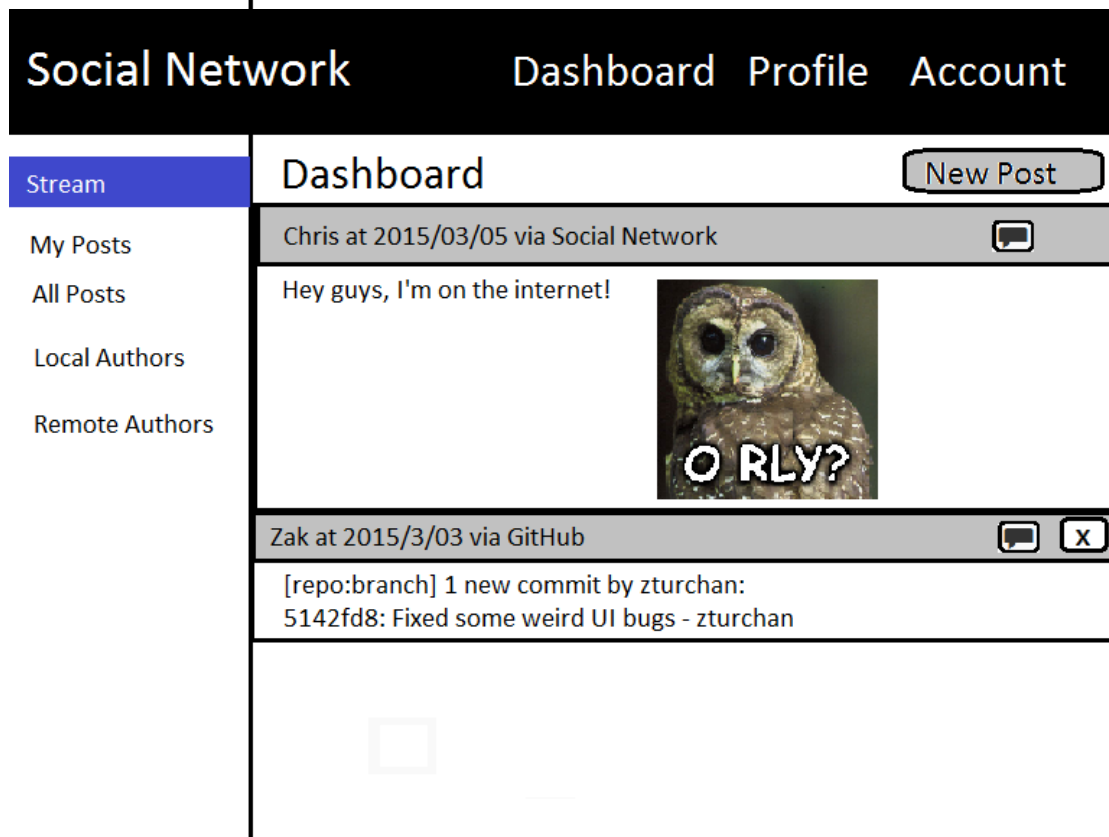 Social Network
Dashboard Profile Account
Stream
My Posts
All Posts
Local Authors
Remote Authors
Dashboard
New Post
Chris at 2015/03/05 via Social Network
Hey guys, I'm on the internet!
O RLY?
Zak at 2015/3/03 via GitHub
X
[repo:branch] 1 new commit by zturchan:
5142fd8: Fixed some weird UI bugs - zturchan